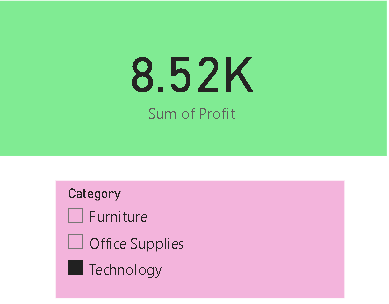 8.52K
Sum of Profit
Category
Furniture
Office Supplies
Technology